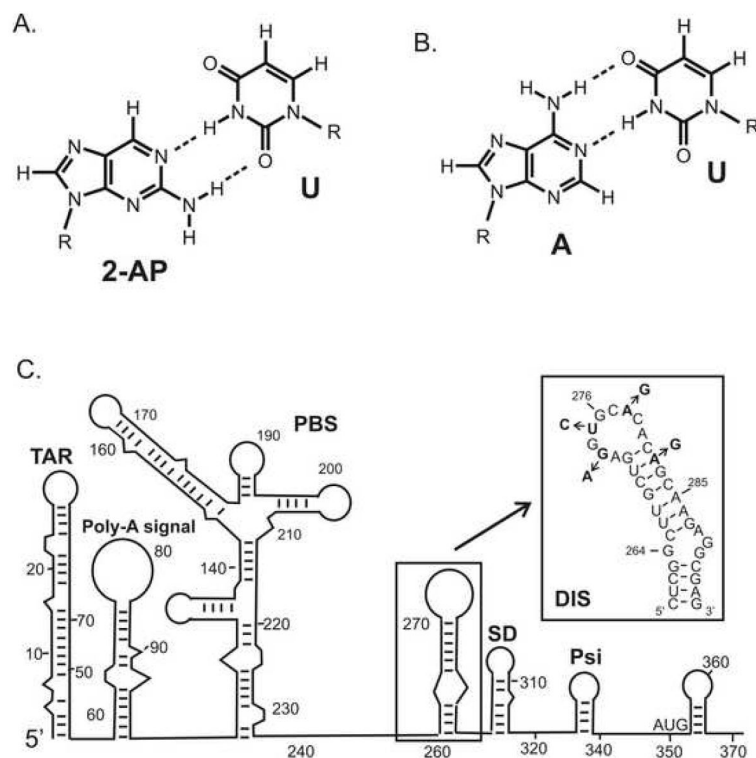 A.
H
O
H
H
N
N
N
H
N
O
R
H
N
N
N
H
R
H
U
2-AP
B.
H
O
H
H
N
H
N
H
N
N
R
O
H
N
N
N
H
R
U
A
C.
170
160
PBS
190
200
210
TAR
Poly-A signal
80
140
20
70
90
220
10
50
60
230
5'
240
270
260
SD
310
320
Psi
340
AUG
350
360
370
276
G
G C A C A C A G
C U
G
G A G U C G
A
285
G C A A G A G G C G A G
U U C
264
G G C U C
DIS
5'
3'